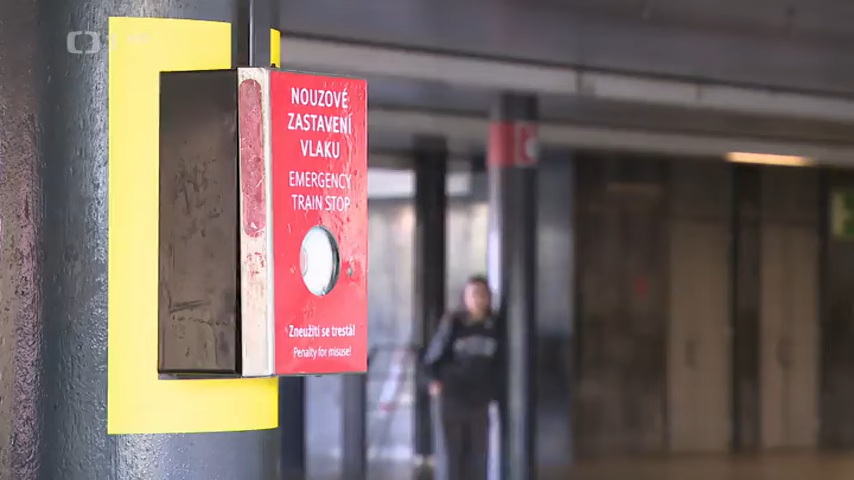 NOUZOVÉ
ZASTAVENÍ
VLAKU
EMERGENCY
TRAIN STOP
Zneužití se trestá!
Penalty for misuse!